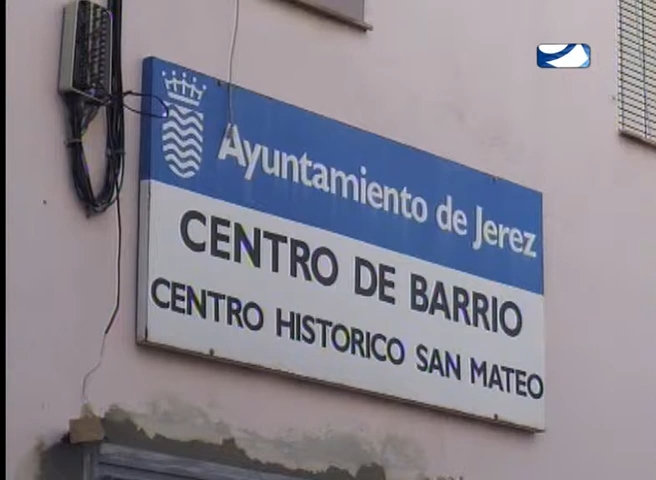 Ayuntamiento de Jerez
CENTRO DE BARRIO
CENTRO HISTORICO SAN MATEO